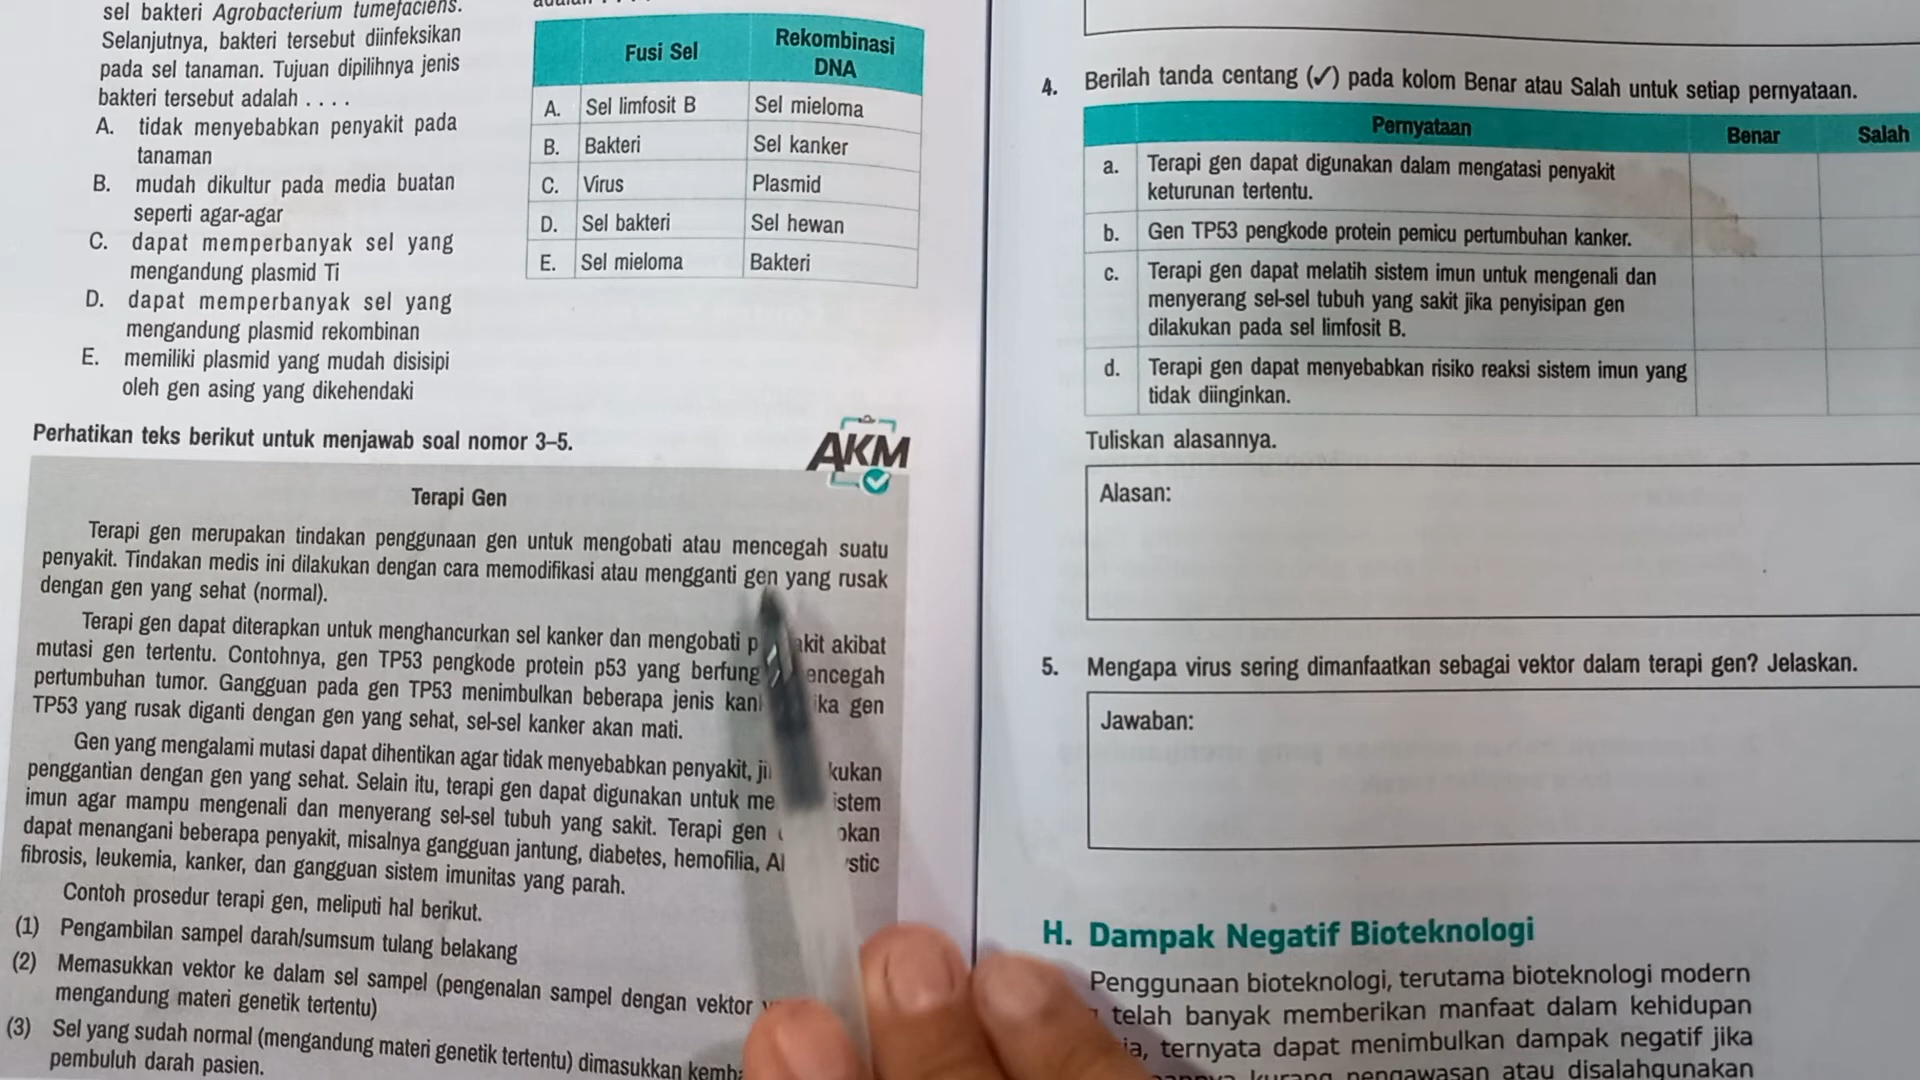 sel bakteri Agrobacterium tumefaciens.
Selanjutnya, bakteri tersebut diinfeksikan
pada sel tanaman. Tujuan dipilihnya jenis
bakteri tersebut adalah . . . .
A. tidak menyebabkan penyakit pada
tanaman
B. mudah dikultur pada media buatan
seperti agar-agar
C. dapat memperbanyak sel yang
mengandung plasmid Ti
D. dapat memperbanyak sel yang
mengandung plasmid rekombinan
E. memiliki plasmid yang mudah disisipi
oleh gen asing yang dikehendaki
Fusi Sel Rekombinasi
DNA
A. Sel limfosit B Sel mieloma
B. Bakteri Sel kanker
C. Virus Plasmid
D. Sel bakteri Sel hewan
E. Sel mieloma Bakteri
Perhatikan teks berikut untuk menjawab soal nomor 3–5.
AKM
Terapi Gen
Terapi gen merupakan tindakan penggunaan gen untuk mengobati atau mencegah suatu
penyakit. Tindakan medis ini dilakukan dengan cara memodifikasi atau mengganti gen yang rusak
dengan gen yang sehat (normal).
Terapi gen dapat diterapkan untuk menghancurkan sel kanker dan mengobati akibat
mutasi gen tertentu. Contohnya, gen TP53 pengkode protein p53 yang
pertumbuhan tumor. Gangguan pada gen TP53 menimbulkan beberapa jenis gen
TP53 yang rusak diganti dengan gen yang sehat, sel-sel kanker akan mati.
Gen yang mengalami mutasi dapat dihentikan agar tidak menyebabkan penyakit,
penggantian dengan gen yang sehat. Selain itu, terapi gen dapat digunakan untuk
imun agar mampu mengenali dan menyerang sel-sel tubuh yang sakit. Terapi gen
dapat menangani beberapa penyakit, misalnya gangguan jantung, diabetes, hemofilia,
fibrosis, leukemia, kanker, dan gangguan sistem imunitas yang parah.
Contoh prosedur terapi gen, meliputi hal berikut.
(1) Pengambilan sampel darah/sumsum tulang belakang
(2) Memasukkan vektor ke dalam sel sampel (pengenalan sampel dengan vektor
mengandung materi genetik tertentu)
(3) Sel yang sudah normal (mengandung materi genetik tertentu) dimasukkan
pembuluh darah pasien.
4. Berilah tanda centang (✓) pada kolom Benar atau Salah untuk setiap pernyataan.
Pernyataan Benar Salah
a. Terapi gen dapat digunakan dalam mengatasi penyakit
keturunan tertentu.
b. Gen TP53 pengkode protein pemicu pertumbuhan kanker.
c. Terapi gen dapat melatih sistem imun untuk mengenali dan
menyerang sel-sel tubuh yang sakit jika penyisipan gen
dilakukan pada sel limfosit B.
d. Terapi gen dapat menyebabkan risiko reaksi sistem imun yang
tidak diinginkan.
Tuliskan alasannya.
Alasan:
5. Mengapa virus sering dimanfaatkan sebagai vektor dalam terapi gen? Jelaskan.
Jawaban:
H. Dampak Negatif Bioteknologi
Penggunaan bioteknologi, terutama bioteknologi modern
telah banyak memberikan manfaat dalam kehidupan
ternyata dapat menimbulkan dampak negatif jika
kurang pengawasan atau disalahgunakan